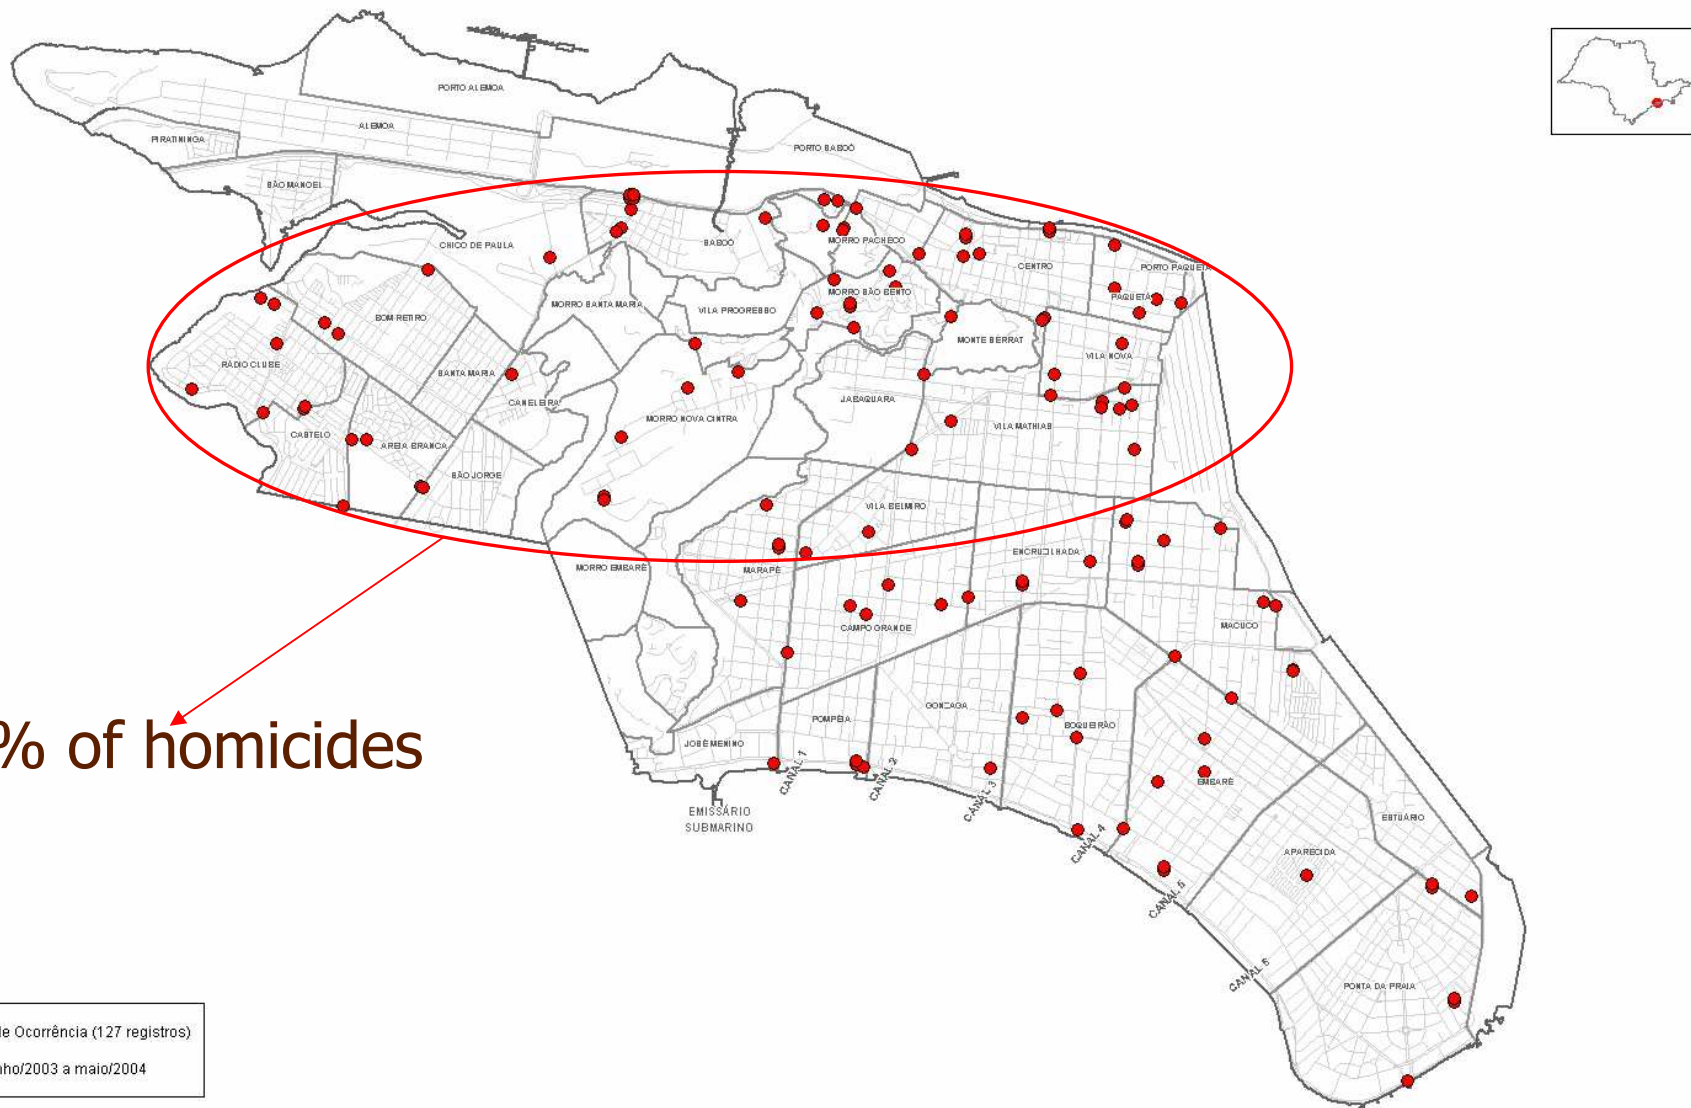 PORTO ALEMOA
ALEMOA
PIRATININGA
PORTO SABOÓ
SÃO MANOEL
CHICO DE PAULA
SABOÓ
MORRO PACHECO
CENTRO
PORTO PAQUETÁ
PAQUETÁ
MORRO SÃO BENTO
MORRO SANTA MARIA
VILA PROGRESSO
BOM RETIRO
MONTE SERRAT
VILA NOVA
RÁDIO CLUBE
SANTA MARIA
CANELEIRA
JABAQUARA
MORRO NOVA CINTRA
VILA MATHIAS
CASTELO
AREIA BRANCA
SÃO JORGE
VILA BELMIRO
ENCRUZILHADA
MORRO EMBARÉ
MARAPÉ
CAMPO GRANDE
MACUCO
GONZAGA
POMPÉIA
BOQUEIRÃO
% of homicides
JOSÉ MENINO
CANAL 1
CANAL 2
CANAL 3
EMBARÉ
EMISSÁRIO
SUBMARINO
ESTUÁRIO
CANAL 4
APARECIDA
CANAL 5
CANAL 6
PONTA DA PRAIA
le Ocorrência (127 registros)
nho/2003 a maio/2004